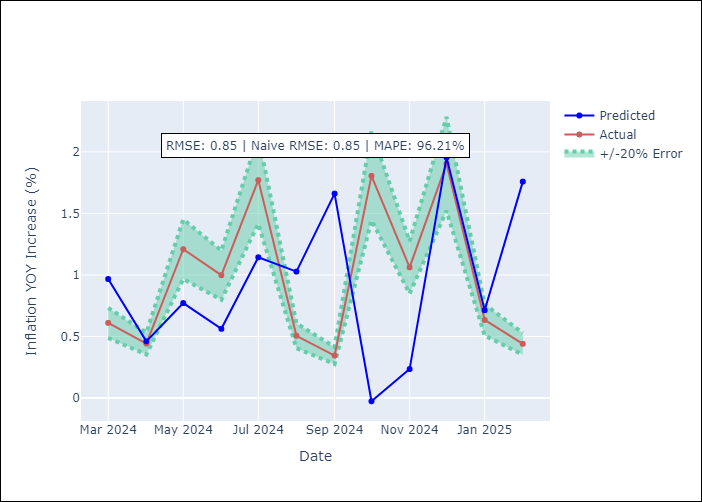 RMSE: 0.85 | Naive RMSE: 0.85 | MAPE: 96.21%
Predicted
Actual
+/-20% Error
Inflation YOY Increase (%)
2
1.5
1
0.5
0
Mar 2024
May 2024
Jul 2024
Sep 2024
Nov 2024
Jan 2025
Date